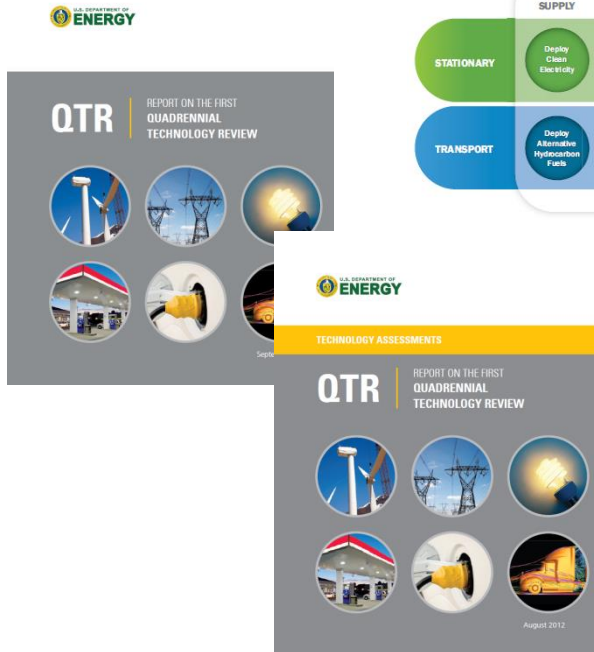 U.S. DEPARTMENT OF
ENERGY
QTR
REPORT ON THE FIRST
QUADRENNIAL
TECHNOLOGY REVIEW
SUPPLY
STATIONARY
Deploy
Clean
Electricity
TRANSPORT
Deploy
Alternative
Hydrocarbon
Fuels
U.S. DEPARTMENT OF
ENERGY
TECHNOLOGY ASSESSMENTS
QTR
REPORT ON THE FIRST
QUADRENNIAL
TECHNOLOGY REVIEW
August 2012